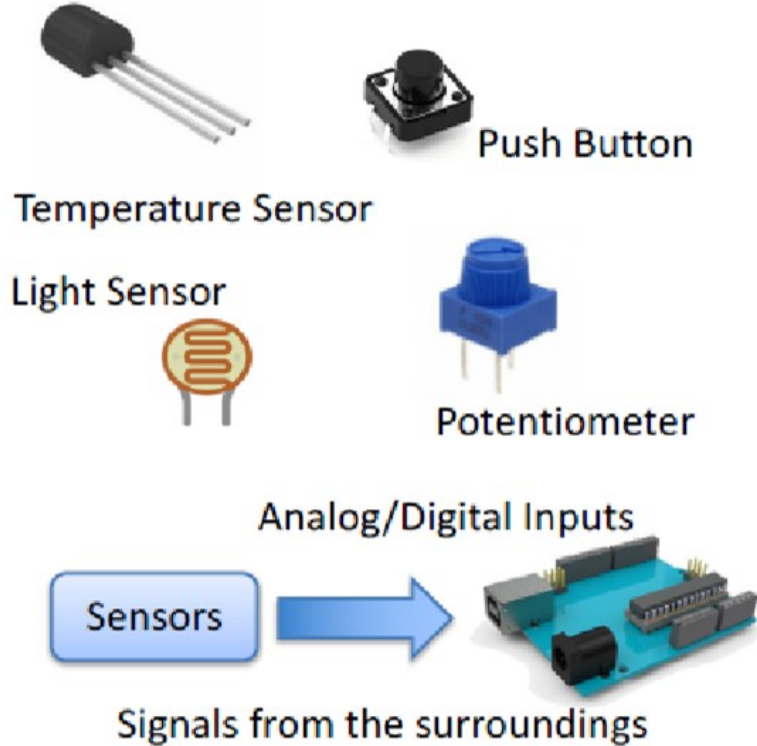 Push Button
Temperature Sensor
Light Sensor
Potentiometer
Analog/Digital Inputs
Sensors
Signals from the surroundings